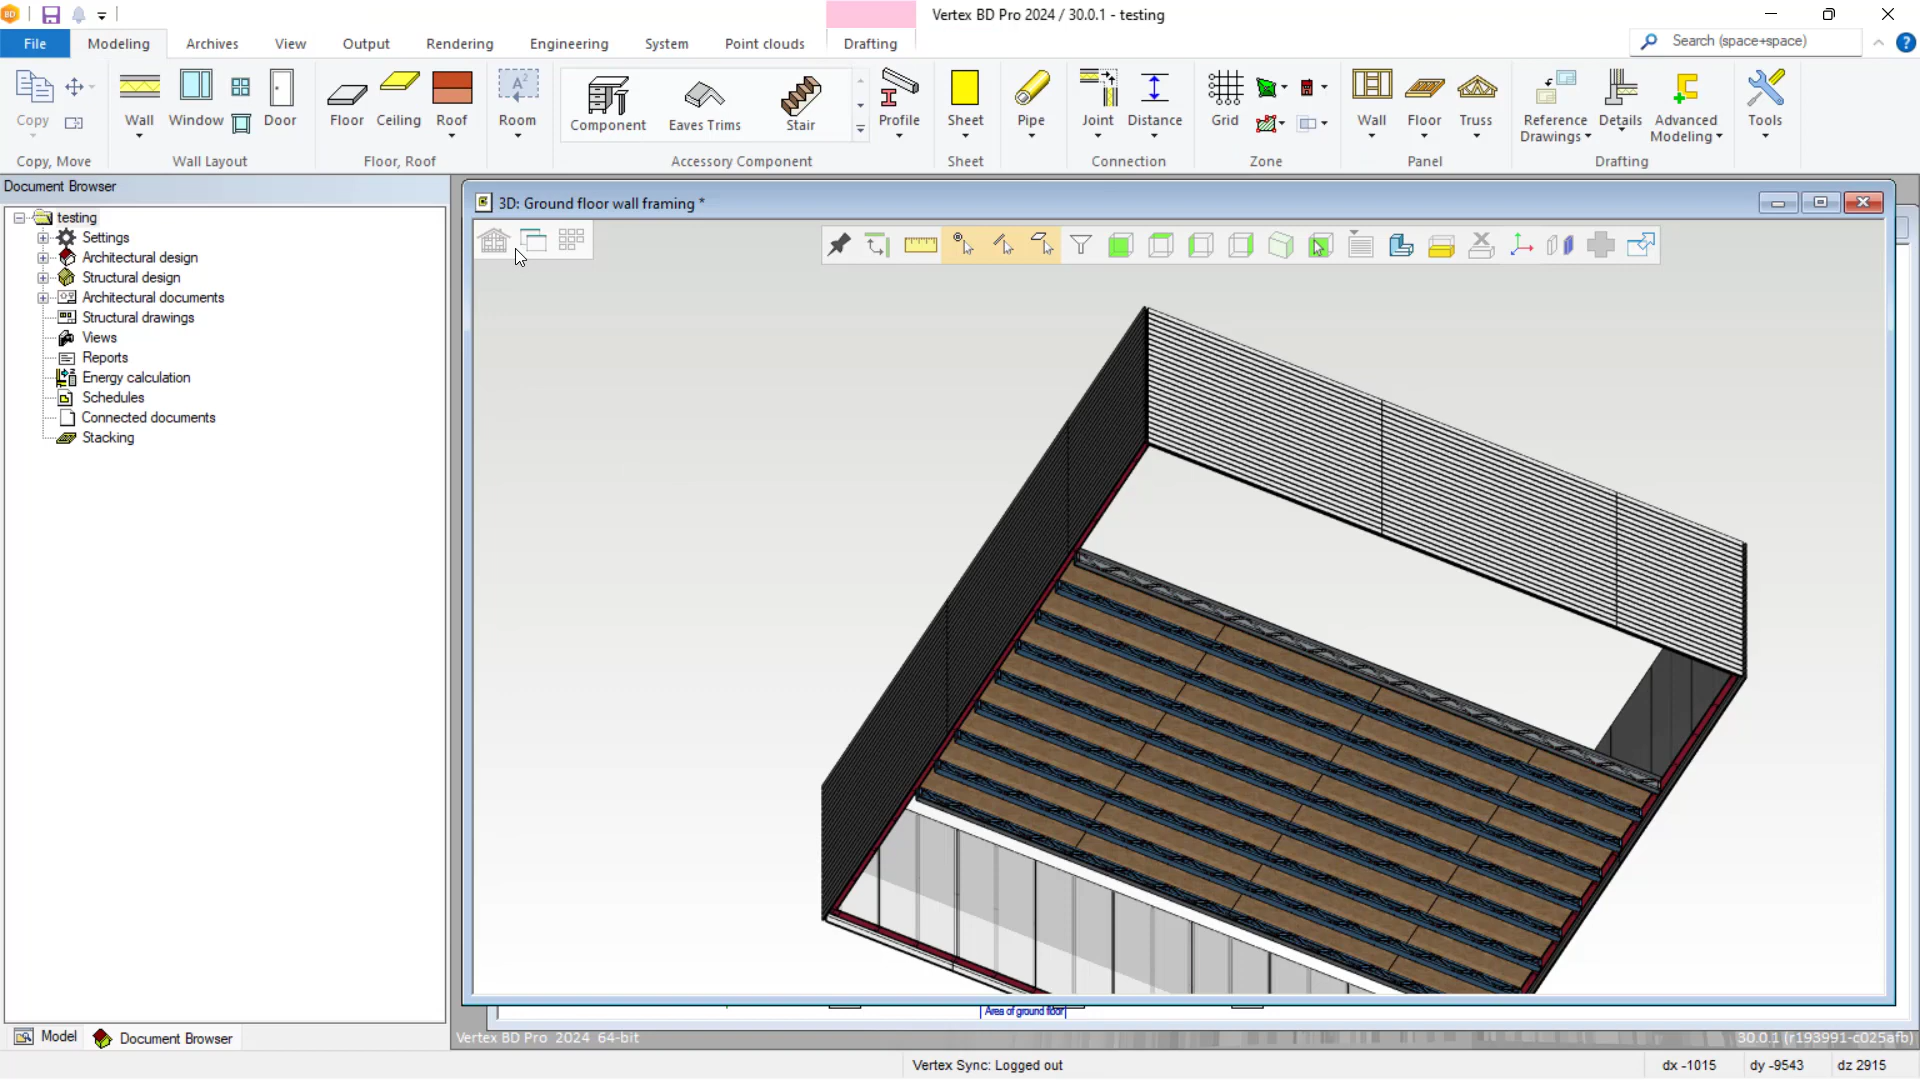 BD
Vertex BD Pro 2024 / 30.0.1 - testing
File
Modeling
Archives
View
Output
Rendering
Engineering
System
Point clouds
Drafting
Search (space+space)
Copy
Wall
Window
Door
Floor
Ceiling
Roof
Room
Component
Eaves Trims
Stair
Profile
Sheet
Pipe
Joint
Distance
Grid
Wall
Floor
Truss
Reference
Drawings
Details
Advanced
Modeling
Tools
Copy, Move
Wall Layout
Floor, Roof
Accessory Component
Sheet
Connection
Zone
Panel
Drafting
Document Browser
3D: Ground floor wall framing *
testing
Settings
Architectural design
Structural design
Architectural documents
Structural drawings
Views
Reports
Energy calculation
Schedules
Connected documents
Stacking
Area of ground floor
Model
Document Browser
Vertex BD Pro 2024 64-bit
30.0.1 (r193991-c025afb)
Vertex Sync: Logged out
dx -1015
dy -9543
dz 2915